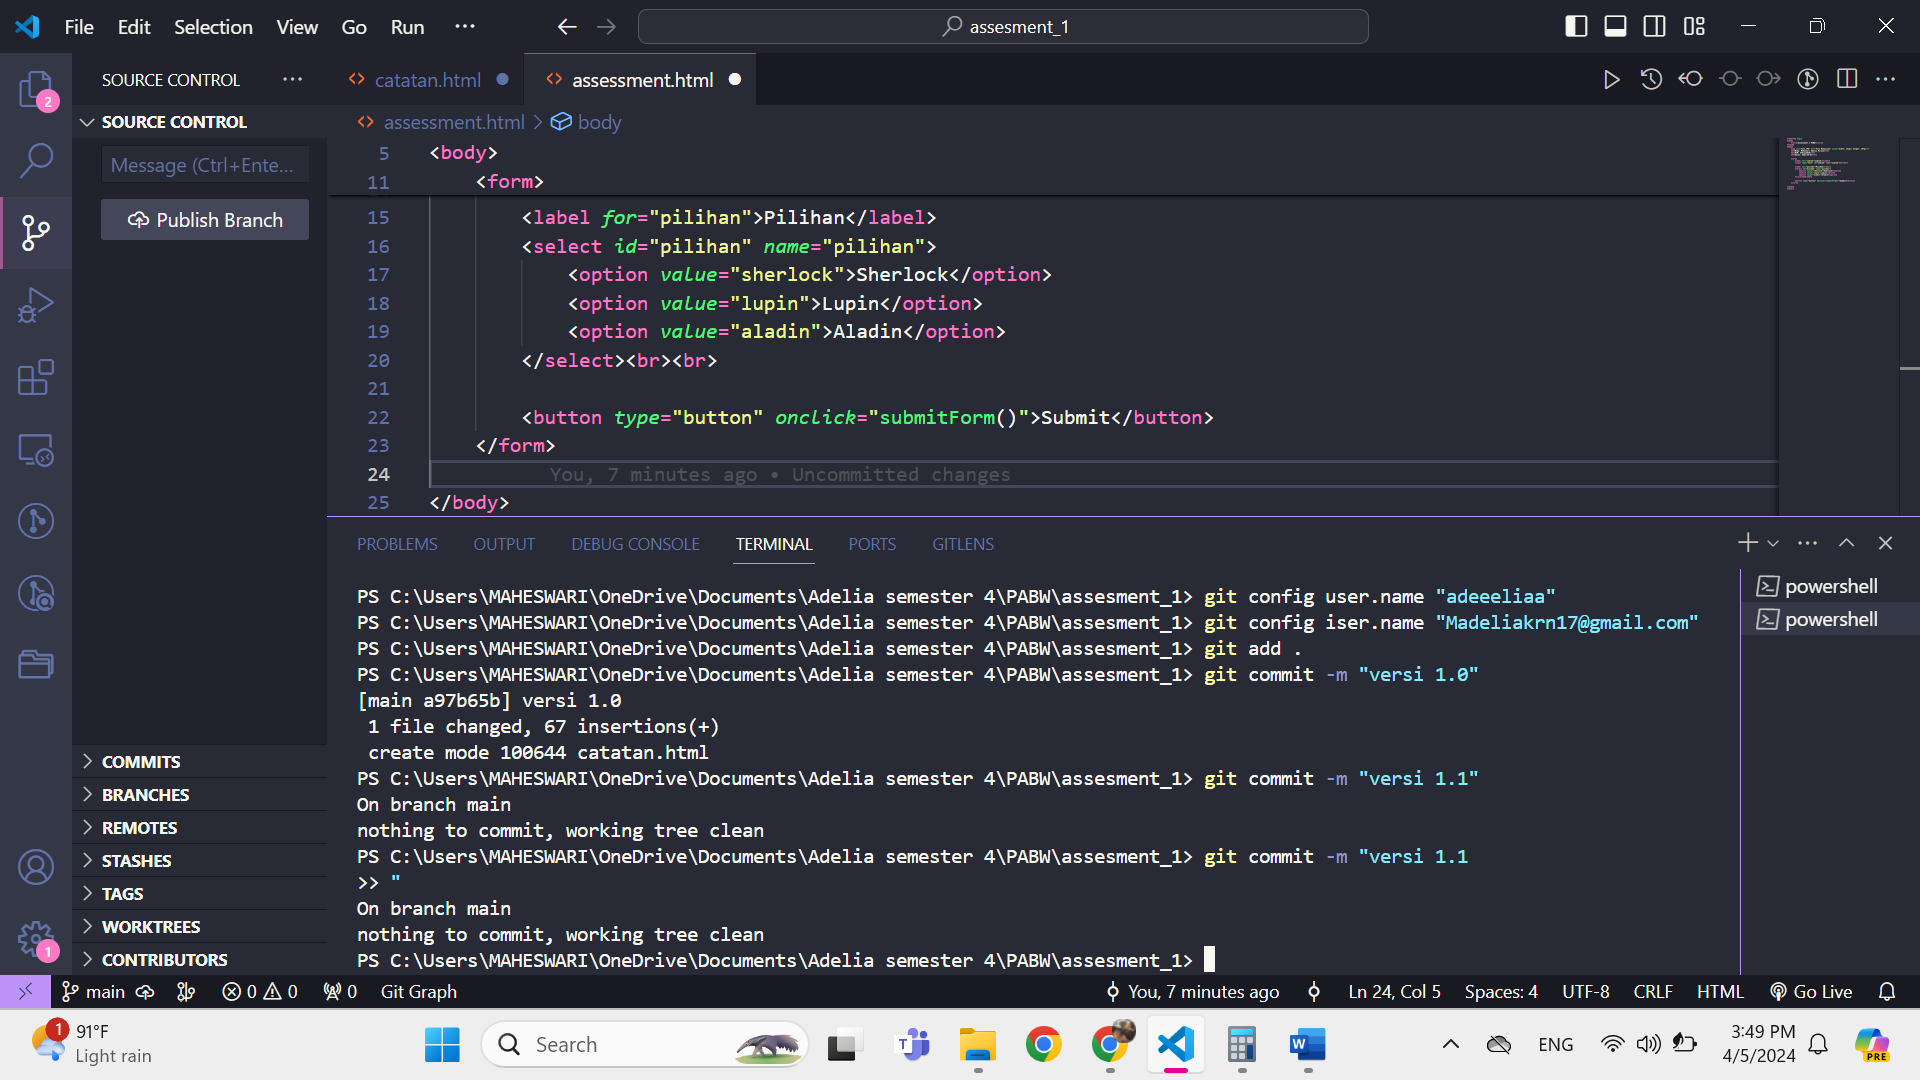 File Edit Selection View Go Run ···
assesment_1
SOURCE CONTROL ···
catatan.html
assessment.html
2
SOURCE CONTROL
Message (Ctrl+Ente...
Publish Branch
assessment.html > body
5 <body>
11 <form>
15 <label for="pilihan">Pilihan</label>
16 <select id="pilihan" name="pilihan">
17 <option value="sherlock">Sherlock</option>
18 <option value="lupin">Lupin</option>
19 <option value="aladin">Aladin</option>
20 </select><br><br>
21
22 <button type="button" onclick="submitForm()">Submit</button>
23 </form>
24 You, 7 minutes ago • Uncommitted changes
25 </body>
PROBLEMS OUTPUT DEBUG CONSOLE TERMINAL PORTS GITLENS
powershell
powershell
PS C:\Users\MAHESWARI\OneDrive\Documents\Adelia semester 4\PABW\assesment_1> git config user.name "adeeeliaa"
PS C:\Users\MAHESWARI\OneDrive\Documents\Adelia semester 4\PABW\assesment_1> git config iser.name "Madeliakrn17@gmail.com"
PS C:\Users\MAHESWARI\OneDrive\Documents\Adelia semester 4\PABW\assesment_1> git add .
PS C:\Users\MAHESWARI\OneDrive\Documents\Adelia semester 4\PABW\assesment_1> git commit -m "versi 1.0"
[main a97b65b] versi 1.0
1 file changed, 67 insertions(+)
create mode 100644 catatan.html
PS C:\Users\MAHESWARI\OneDrive\Documents\Adelia semester 4\PABW\assesment_1> git commit -m "versi 1.1"
On branch main
nothing to commit, working tree clean
PS C:\Users\MAHESWARI\OneDrive\Documents\Adelia semester 4\PABW\assesment_1> git commit -m "versi 1.1
>> "
On branch main
nothing to commit, working tree clean
PS C:\Users\MAHESWARI\OneDrive\Documents\Adelia semester 4\PABW\assesment_1>
COMMITS
BRANCHES
REMOTES
STASHES
TAGS
WORKTREES
CONTRIBUTORS
1
main 0 0 0 Git Graph You, 7 minutes ago Ln 24, Col 5 Spaces: 4 UTF-8 CRLF HTML Go Live
1 91°F
Light rain
Search
ENG
3:49 PM
4/5/2024
PRE